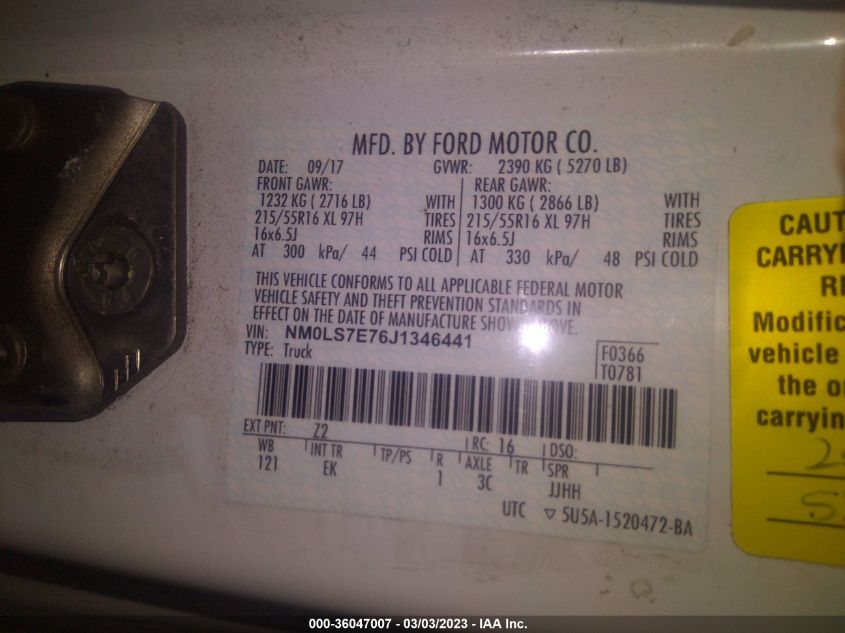 MFD. BY FORD MOTOR CO.
DATE: 09/17 GVWR: 2390 KG ( 5270 LB)
FRONT GAWR: REAR GAWR:
1232 KG ( 2716 LB) WITH 1300 KG ( 2866 LB) WITH
215/55R16 XL 97H TIRES 215/55R16 XL 97H TIRES
16x6.5J RIMS 16x6.5J RIMS
AT 300 kPa/ 44 PSI COLD AT 330 kPa/ 48 PSI COLD
THIS VEHICLE CONFORMS TO ALL APPLICABLE FEDERAL MOTOR
VEHICLE SAFETY AND THEFT PREVENTION STANDARDS IN
EFFECT ON THE DATE OF MANUFACTURE SHOWN ABOVE.
VIN: NM0LS7E76J1346441
TYPE: Truck
F0366
T0781
EXT PNT: Z2 RC: 16 DSO:
WB INT TR TP/PS R AXLE TR SPR
121 EK 1 3C JJHH
UTC ▽ 5U5A-1520472-BA
CAUT
CARRY
RE
Modific
vehicle
the or
carryin
000-36047007 - 03/03/2023 - IAA Inc.